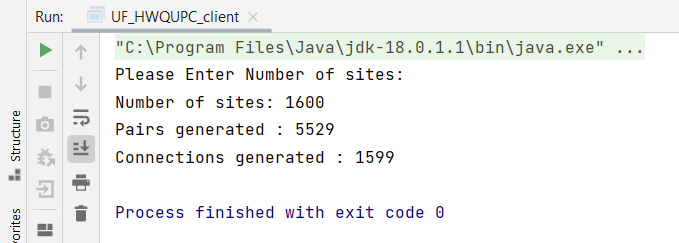 Run: UF_HWQUPC_client
"C:\Program Files\Java\jdk-18.0.1.1\bin\java.exe" ...
Please Enter Number of sites:
Number of sites: 1600
Pairs generated : 5529
Connections generated : 1599
Process finished with exit code 0
Structure
vorites